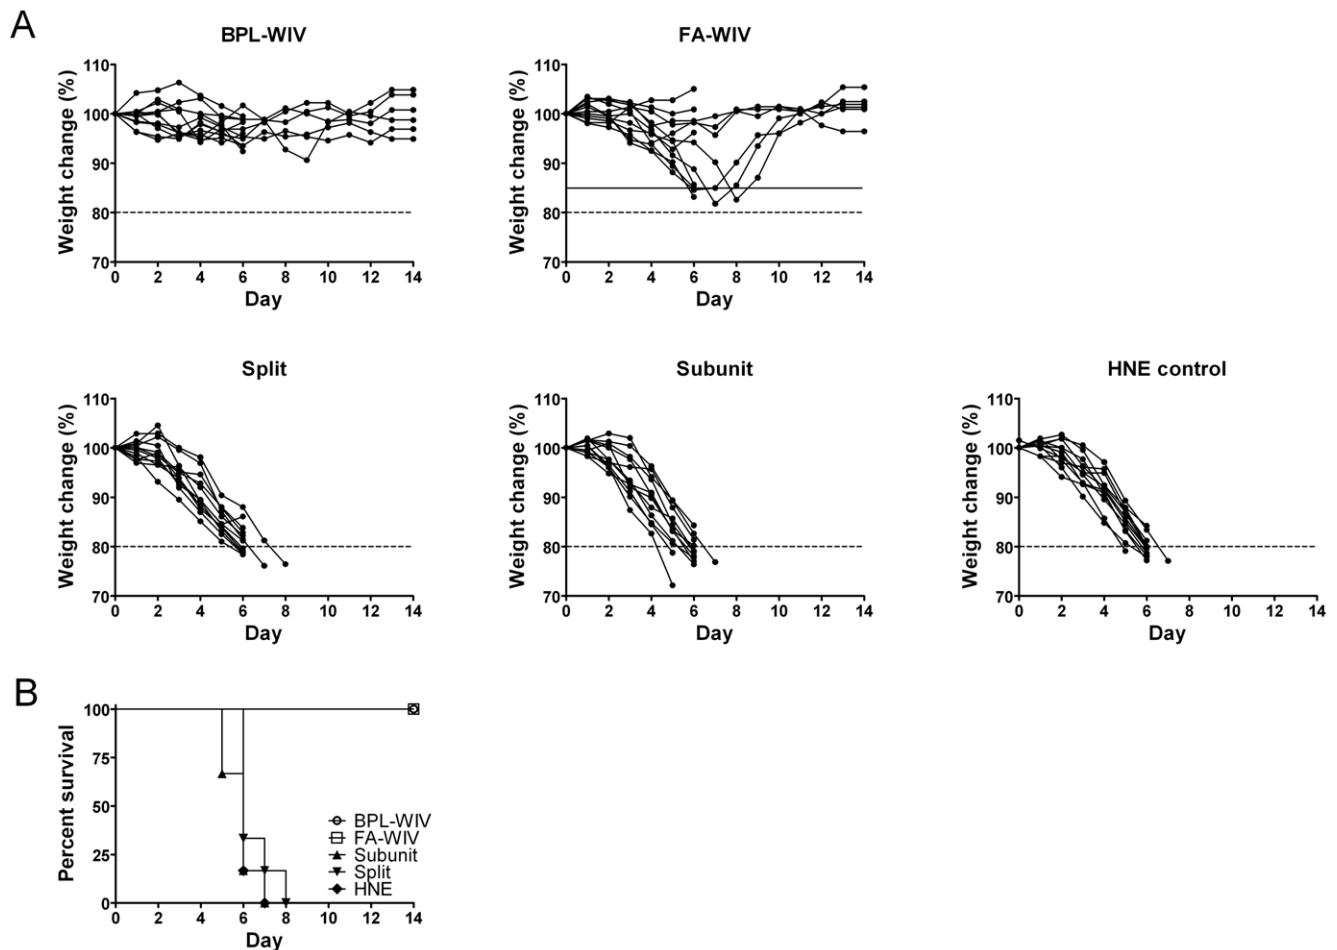 A
BPL-WIV
Weight change (%)
110
100
90
80
70
0 2 4 6 8 10 12 14
Day
FA-WIV
Weight change (%)
110
100
90
80
70
0 2 4 6 8 10 12 14
Day
Split
Weight change (%)
110
100
90
80
70
0 2 4 6 8 10 12 14
Day
Subunit
Weight change (%)
110
100
90
80
70
0 2 4 6 8 10 12 14
Day
HNE control
Weight change (%)
110
100
90
80
70
0 2 4 6 8 10 12 14
Day
B
Percent survival
100
75
50
25
0
0 2 4 6 8 10 12 14
Day
BPL-WIV
FA-WIV
Subunit
Split
HNE